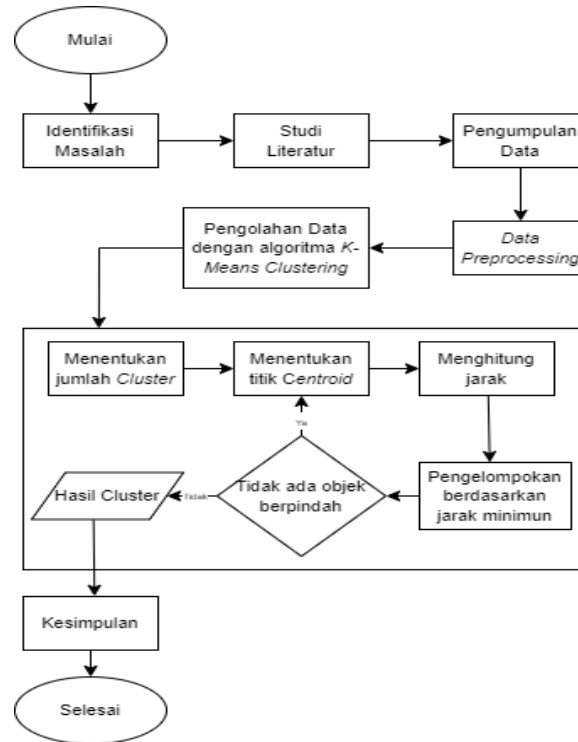 Mulai
Identifikasi
Masalah
Studi
Literatur
Pengumpulan
Data
Data
Preprocessing
Pengolahan Data
dengan algoritma K-
Means Clustering
Menentukan
jumlah Cluster
Menentukan
titik Centroid
Menghitung
jarak
Pengelompokan
berdasarkan
jarak minimun
Ya
Tidak ada objek
berpindah
Tidak
Hasil Cluster
Kesimpulan
Selesai